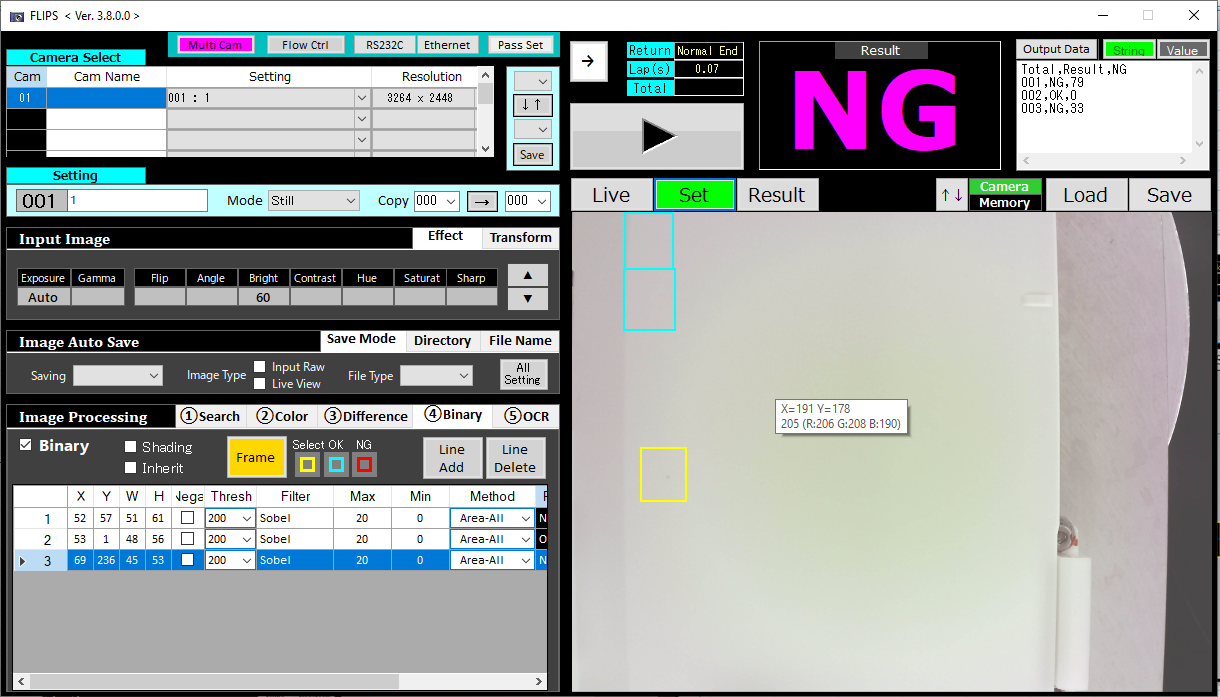 FLIPS < Ver. 3.8.0.0 >
Multi Cam Flow Ctrl RS232C Ethernet Pass Set
Camera Select
Cam Cam Name Setting Resolution
01 001 : 1 3264 × 2448
↓ ↑
Save
Setting
001 1 Mode Still Copy 000 → 000
Input Image Effect Transform
Exposure Gamma Flip Angle Bright Contrast Hue Saturat Sharp ▲
Auto 60 ▼
Image Auto Save Save Mode Directory File Name
Saving Image Type Input Raw File Type All
Live View Setting
Image Processing ①Search ②Color ③Difference ④Binary ⑤OCR
Binary Shading Frame Select OK NG Line Line
Inherit Add Delete
X Y W H Nega Thresh Filter Max Min Method
1 52 57 51 61 200 Sobel 20 0 Area-All N
2 53 1 48 56 200 Sobel 20 0 Area-All O
3 69 236 45 53 200 Sobel 20 0 Area-All N
→
Return Normal End
Lap(s) 0.07
Total
Result
NG
Output Data String Value
Total,Result,NG
001,NG,79
002,OK,0
003,NG,33
Live Set Result ↑ ↓ Camera Load Save
Memory
X=191 Y=178
205 (R:206 G:208 B:190)